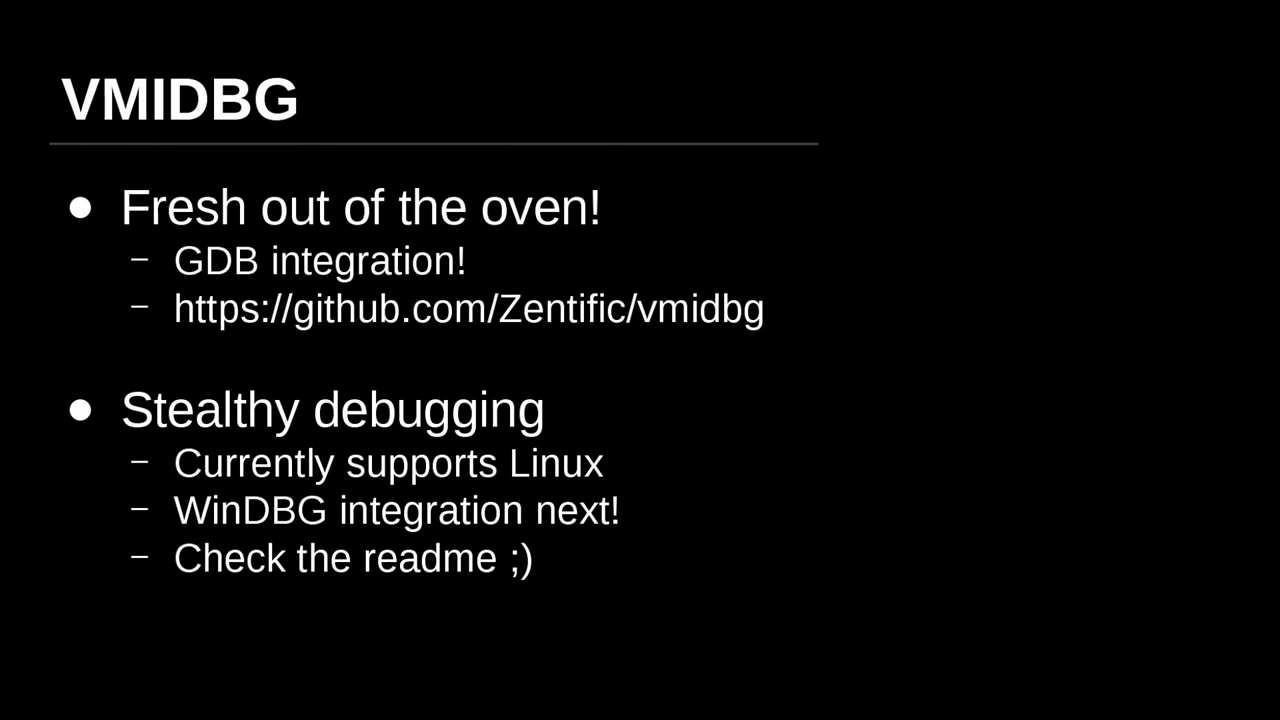 VMIDBG
● Fresh out of the oven!
– GDB integration!
– https://github.com/Zentific/vmidbg
● Stealthy debugging
– Currently supports Linux
– WinDBG integration next!
– Check the readme ;)